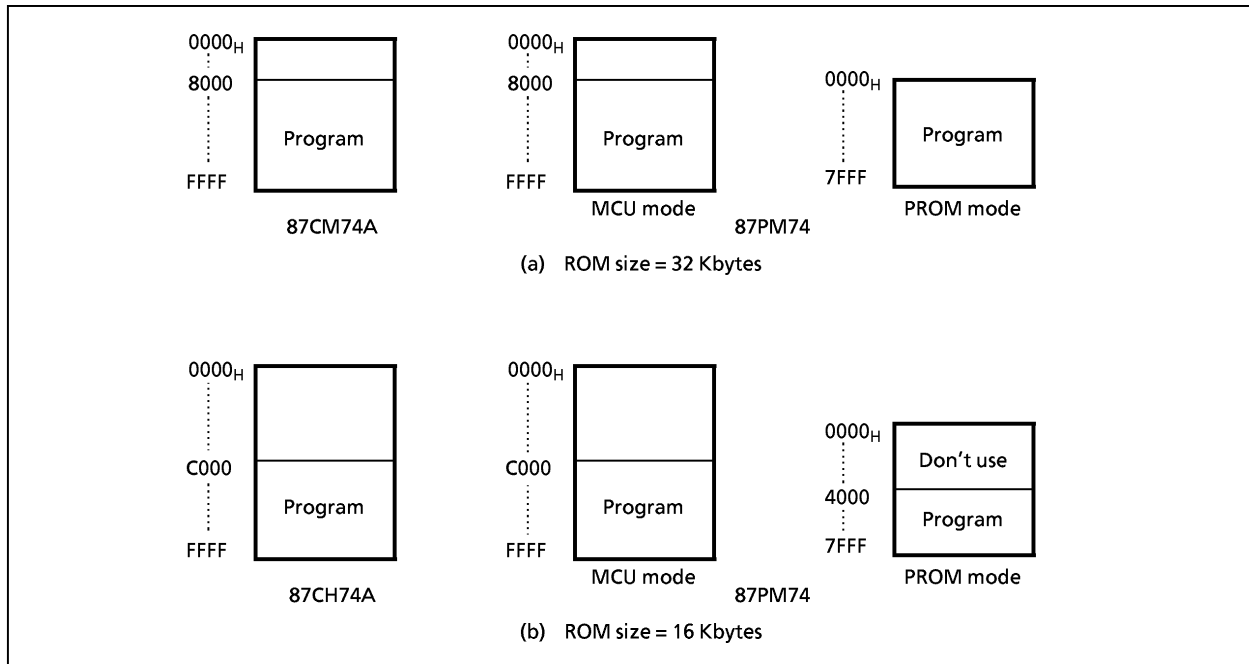 0000H
8000
FFFF
Program
87CM74A
0000H
8000
FFFF
Program
MCU mode
0000H
7FFF
Program
PROM mode
87PM74
(a) ROM size = 32 Kbytes
0000H
C000
FFFF
Program
87CH74A
0000H
C000
FFFF
Program
MCU mode
0000H
4000
7FFF
Don't use
Program
PROM mode
87PM74
(b) ROM size = 16 Kbytes